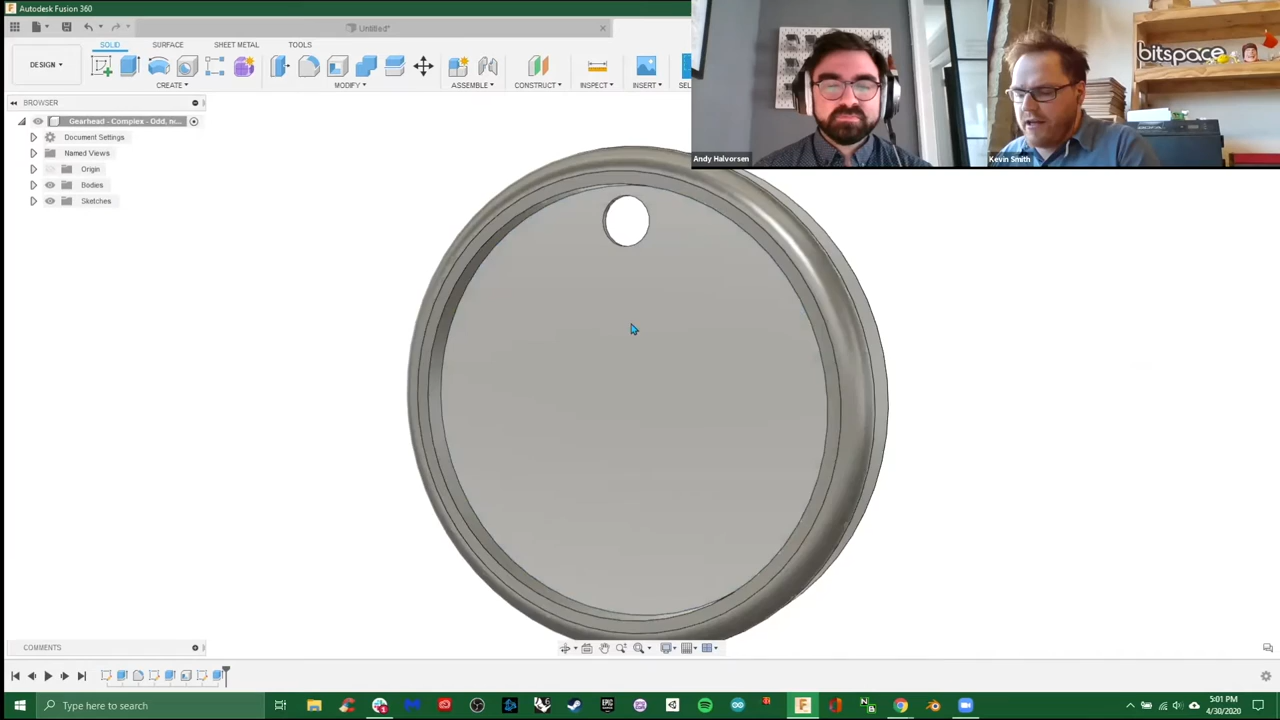 Autodesk Fusion 360
Untitled*
SOLID SURFACE SHEET METAL TOOLS
DESIGN
CREATE MODIFY ASSEMBLE CONSTRUCT INSPECT INSERT
BROWSER
Gearhead - Complex - Odd, no...
Document Settings
Named Views
Origin
Bodies
Sketches
bitspace
Andy Halvorsen
Kevin Smith
COMMENTS
Type here to search
5:01 PM
4/30/2020